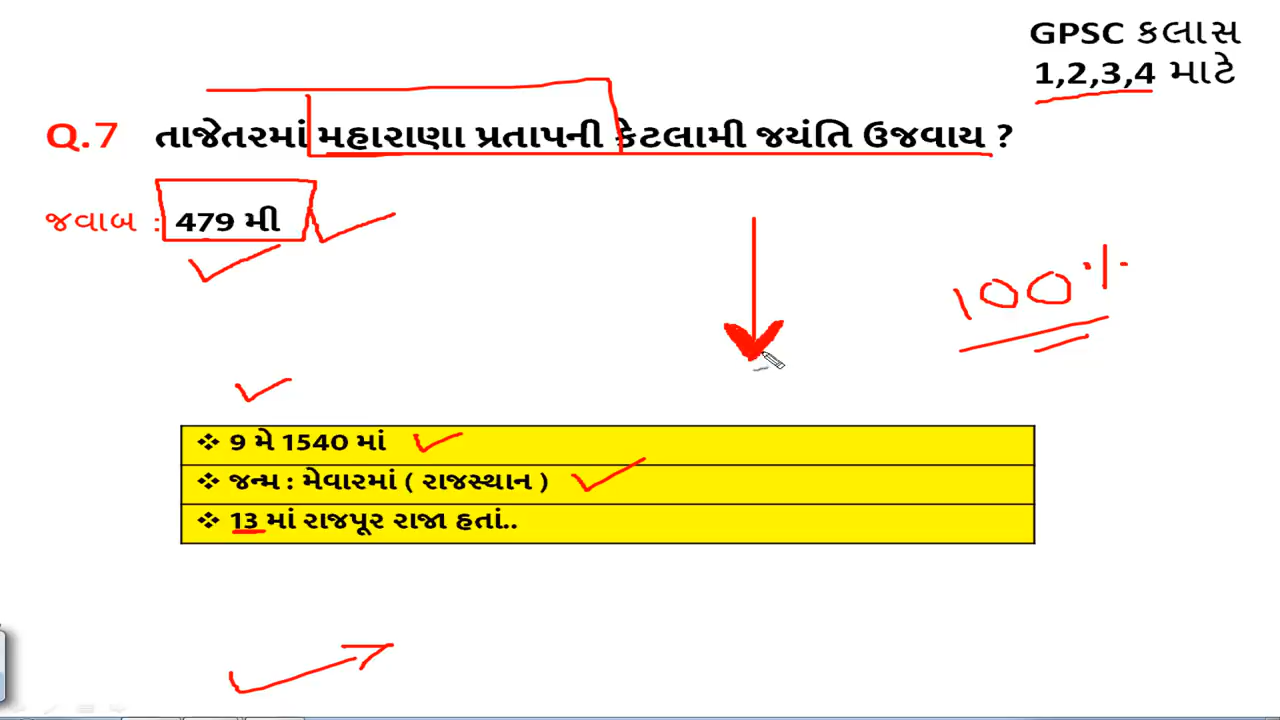 GPSC કલાસ
1,2,3,4 માટે
Q.7 તાજેતરમાં મહારાણા પ્રતાપની કેટલામી જયંતિ ઉજવાય ?
જવાબ : 479 મી
100%
❖ 9 મે 1540 માં
❖ જન્મ : મેવારમાં ( રાજસ્થાન )
❖ 13 માં રાજપૂર રાજા હતાં..